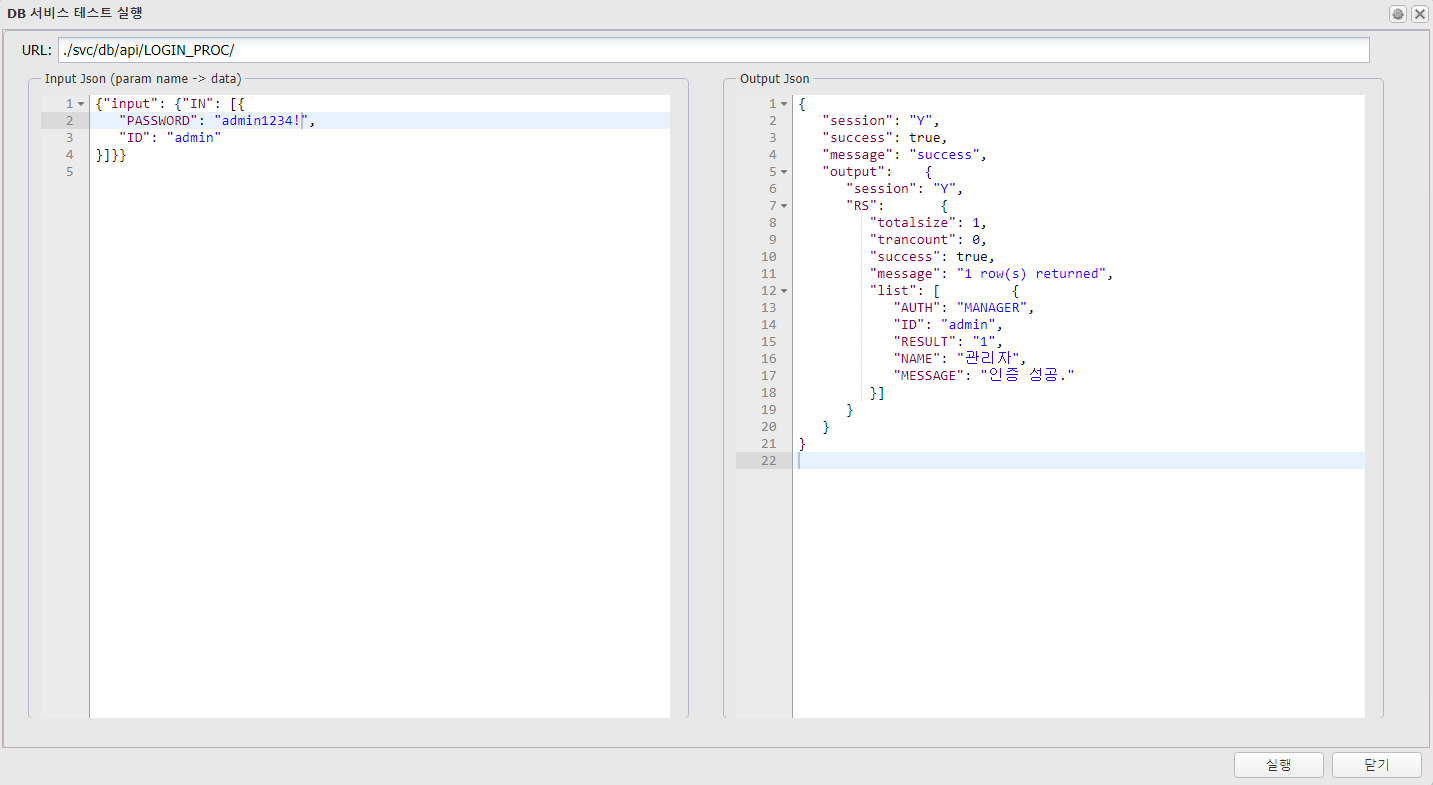 DB 서비스 테스트 실행
URL: ./svc/db/api/LOGIN_PROC/
Input Json (param name -> data)
1 {"input": {"IN": [{
2 "PASSWORD": "admin1234!",
3 "ID": "admin"
4 }]}}
5
Output Json
1 {
2 "session": "Y",
3 "success": true,
4 "message": "success",
5 "output": {
6 "session": "Y",
7 "RS": {
8 "totalsize": 1,
9 "trancount": 0,
10 "success": true,
11 "message": "1 row(s) returned",
12 "list": [ {
13 "AUTH": "MANAGER",
14 "ID": "admin",
15 "RESULT": "1",
16 "NAME": "관리자",
17 "MESSAGE": "인증 성공."
18 }]
19 }
20 }
21 }
22
실행 닫기